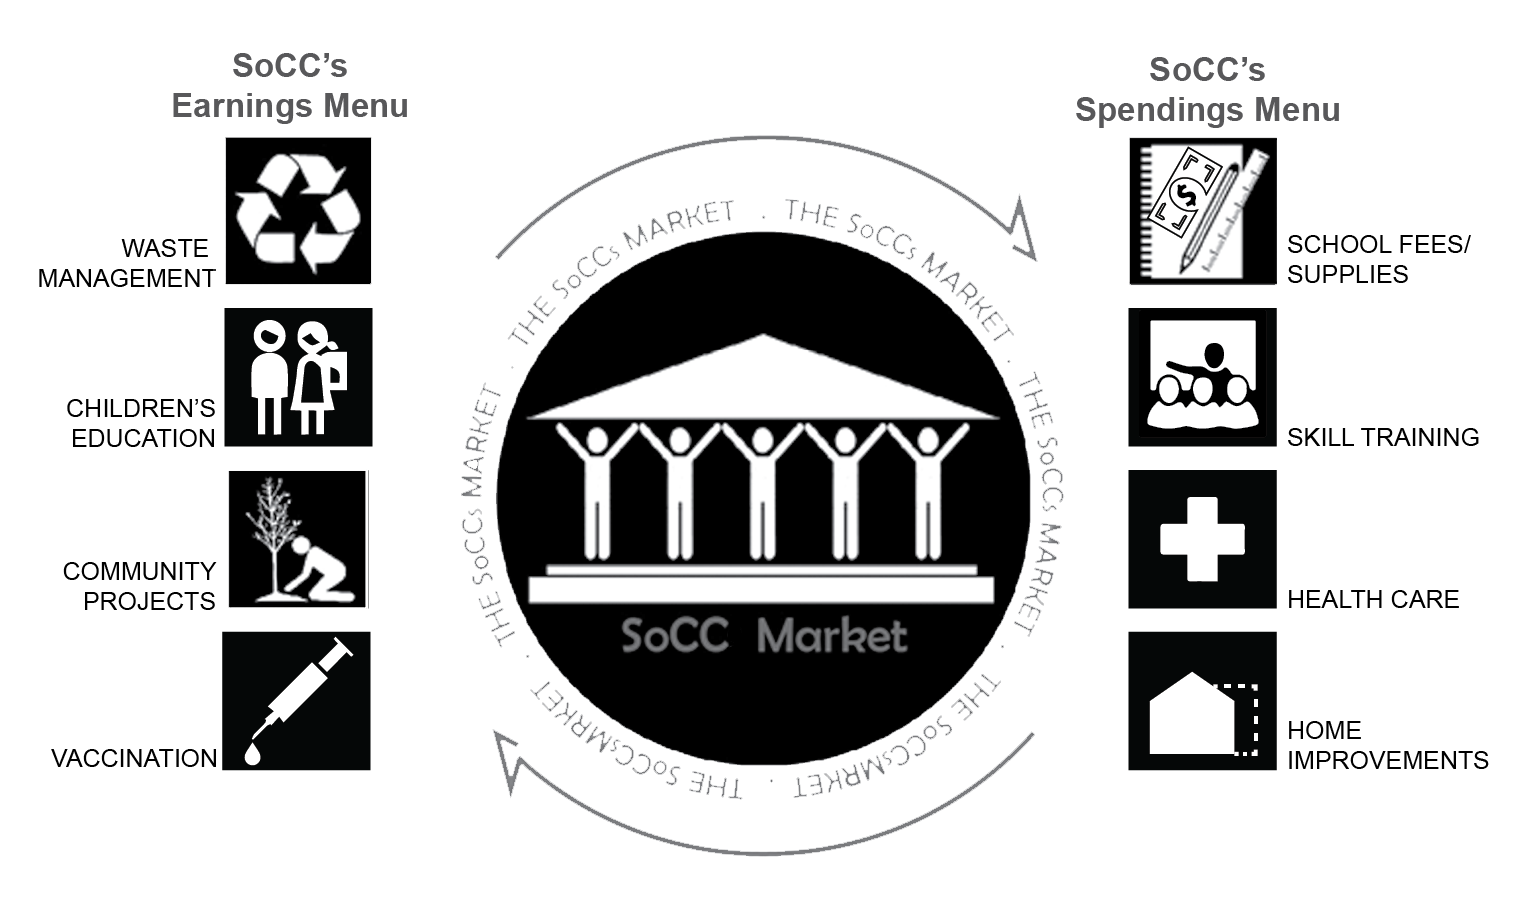 SoCC's
Earnings Menu
WASTE
MANAGEMENT
CHILDREN'S
EDUCATION
COMMUNITY
PROJECTS
VACCINATION
THE SoCCs MARKET . THE SoCCs MARKET . THE SoCCs MARKET . THE SoCCsMRKET . THE SoCCsMRKET . THE SoCCs MARKET .
SoCC Market
SoCC's
Spendings Menu
$
SCHOOL FEES/
SUPPLIES
SKILL TRAINING
HEALTH CARE
HOME
IMPROVEMENTS